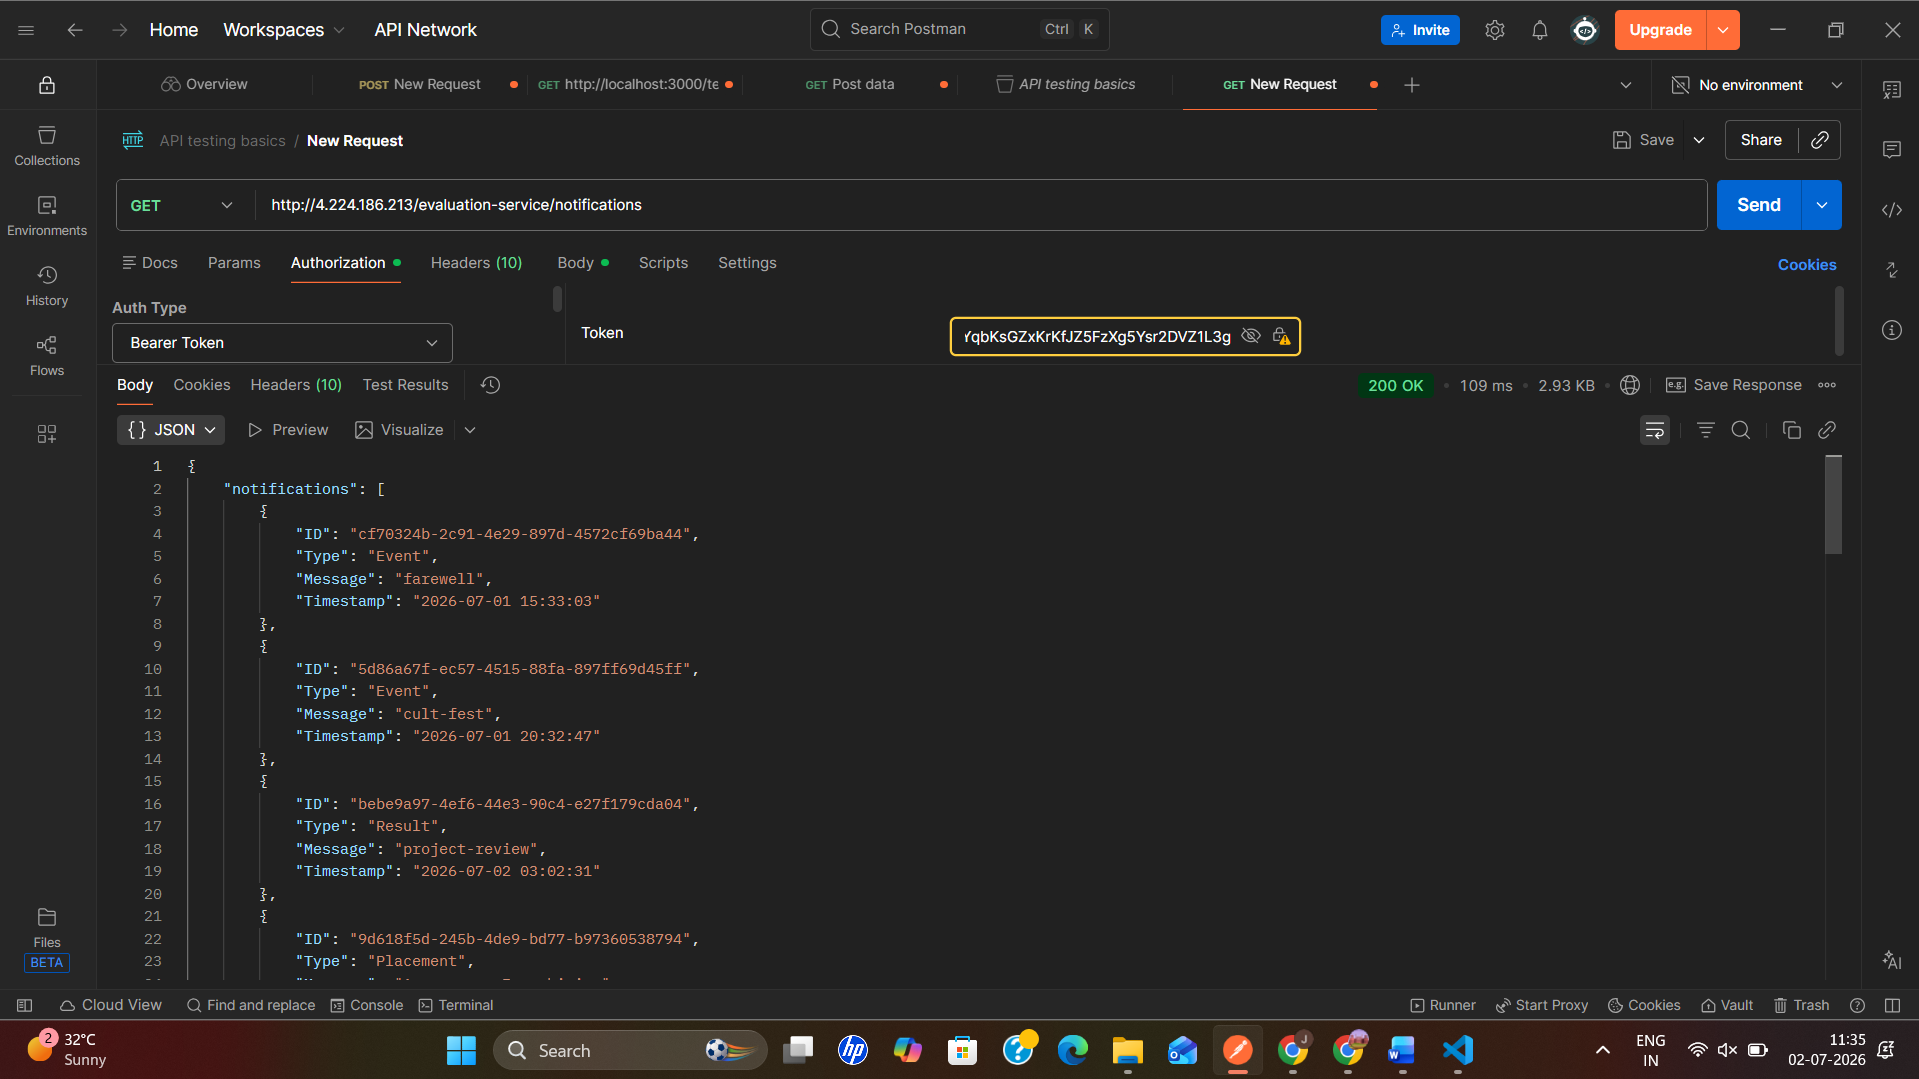 Home Workspaces API Network
Search Postman Ctrl K
Invite
Upgrade
Overview
POST New Request
GET http://localhost:3000/te
GET Post data
API testing basics
GET New Request
No environment
HTTP API testing basics / New Request
Save
Share
GET http://4.224.186.213/evaluation-service/notifications
Send
Collections
Environments
History
Flows
Files
BETA
Docs Params Authorization Headers (10) Body Scripts Settings
Cookies
Auth Type
Bearer Token
Token
YqbKsGZxKrKfJZ5FzXg5Ysr2DVZ1L3g
Body Cookies Headers (10) Test Results
200 OK • 109 ms • 2.93 KB
e.g. Save Response
{} JSON Preview Visualize
1 {
2 "notifications": [
3 {
4 "ID": "cf70324b-2c91-4e29-897d-4572cf69ba44",
5 "Type": "Event",
6 "Message": "farewell",
7 "Timestamp": "2026-07-01 15:33:03"
8 },
9 {
10 "ID": "5d86a67f-ec57-4515-88fa-897ff69d45ff",
11 "Type": "Event",
12 "Message": "cult-fest",
13 "Timestamp": "2026-07-01 20:32:47"
14 },
15 {
16 "ID": "bebe9a97-4ef6-44e3-90c4-e27f179cda04",
17 "Type": "Result",
18 "Message": "project-review",
19 "Timestamp": "2026-07-02 03:02:31"
20 },
21 {
22 "ID": "9d618f5d-245b-4de9-bd77-b97360538794",
23 "Type": "Placement",
Cloud View Find and replace Console Terminal
Runner Start Proxy Cookies Vault Trash
2
32°C
Sunny
Search
hp
J
ENG
IN
11:35
02-07-2026